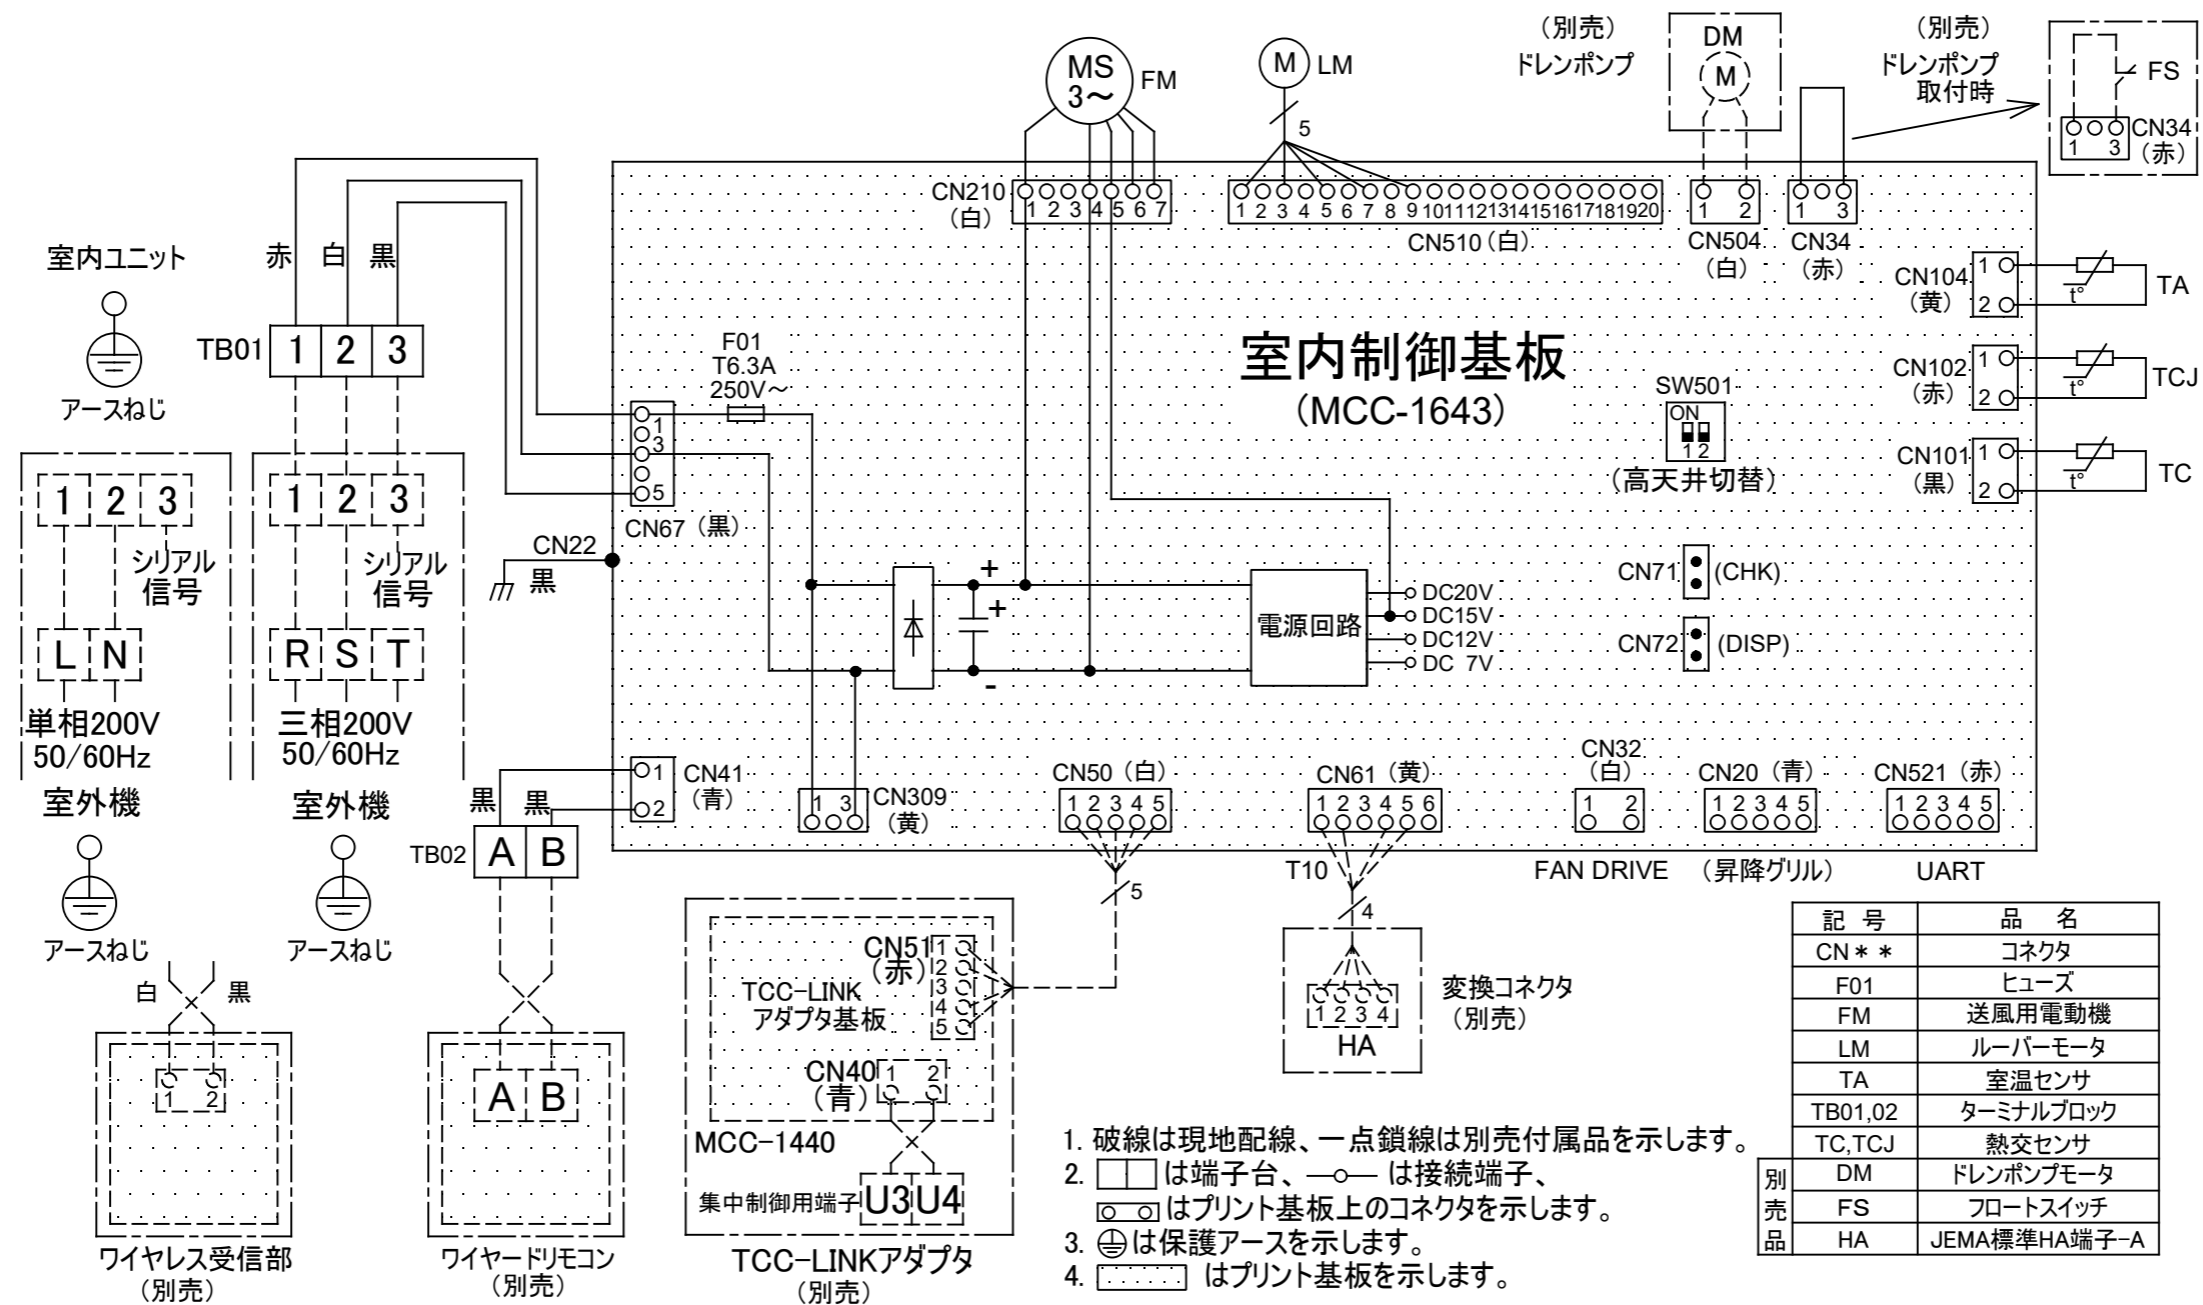 (別売)
ドレンポンプ
DM
M
(別売)
ドレンポンプ
取付時
FS
CN34
(赤)
1 3
MS
3〜
FM
M
LM
5
CN210
(白)
1 2 3 4 5 6 7
1 2 3 4 5 6 7 8 9 10 11 12 13 14 15 16 17 18 19 20
CN510(白)
1 2
CN504
(白)
1 3
CN34
(赤)
室内ユニット
アースねじ
赤 白 黒
TB01 1 2 3
F01
T6.3A
250V〜
1
3
5
CN67(黒)
CN22
黒
室内制御基板
(MCC-1643)
SW501
ON
1 2
(高天井切替)
CN104
(黄)
1
2
t°
TA
CN102
(赤)
1
2
t°
TCJ
CN101
(黒)
1
2
t°
TC
1 2 3
シリアル
信号
L N
単相200V
50/60Hz
室外機
アースねじ
1 2 3
シリアル
信号
R S T
三相200V
50/60Hz
室外機
アースねじ
+
+
-
電源回路
DC20V
DC15V
DC12V
DC 7V
CN71 (CHK)
CN72 (DISP)
1
2
CN41
(青)
黒 黒
TB02 A B
1 3
CN309
(黄)
CN50(白)
1 2 3 4 5
5
CN61(黄)
1 2 3 4 5 6
T10
4
CN32
(白)
1 2
FAN DRIVE
CN20(青)
1 2 3 4 5
(昇降グリル)
CN521(赤)
1 2 3 4 5
UART
白 黒
1 2
ワイヤレス受信部
(別売)
A B
ワイヤードリモコン
(別売)
CN51
(赤)
1
2
3
4
5
TCC-LINK
アダプタ基板
CN40
(青)
1 2
MCC-1440
集中制御用端子 U3 U4
TCC-LINKアダプタ
(別売)
1 2 3 4
HA
変換コネクタ
(別売)
1. 破線は現地配線、一点鎖線は別売付属品を示します。
2. は端子台、 は接続端子、
はプリント基板上のコネクタを示します。
3. は保護アースを示します。
4. はプリント基板を示します。
記 号 品 名
CN＊＊ コネクタ
F01 ヒューズ
FM 送風用電動機
LM ルーバーモータ
TA 室温センサ
TB01,02 ターミナルブロック
TC,TCJ 熱交センサ
別売品
DM ドレンポンプモータ
FS フロートスイッチ
HA JEMA標準HA端子-A